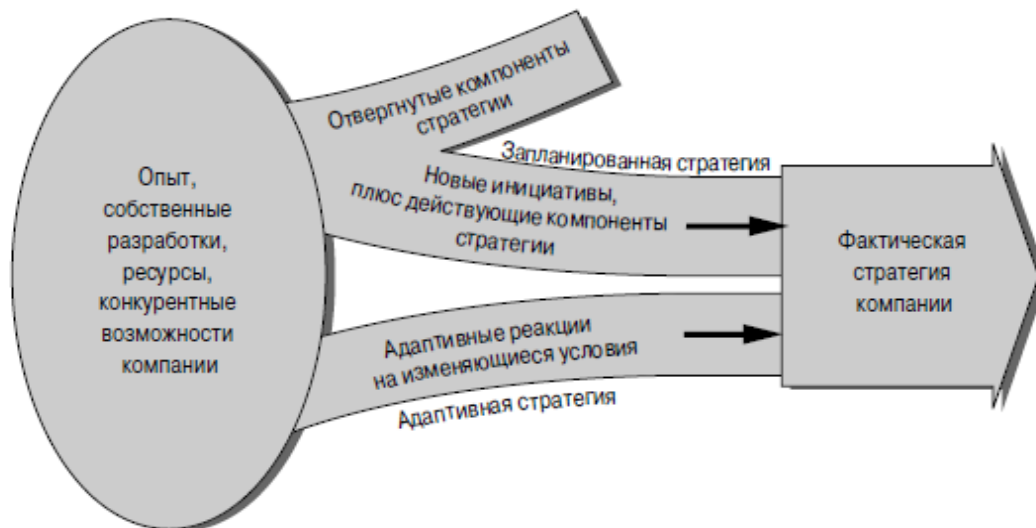 Опыт,
собственные
разработки,
ресурсы,
конкурентные
возможности
компании
Отвергнутые компоненты
стратегии
Запланированная стратегия
Новые инициативы,
плюс действующие компоненты
стратегии
Адаптивные реакции
на изменяющиеся условия
Адаптивная стратегия
Фактическая
стратегия
компании